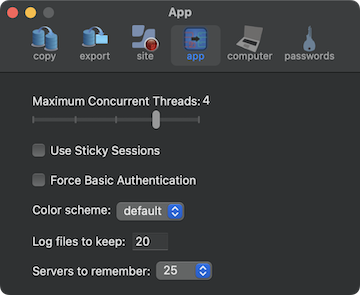 App
copy export site app computer passwords
Maximum Concurrent Threads: 4
Use Sticky Sessions
Force Basic Authentication
Color scheme: default
Log files to keep: 20
Servers to remember: 25